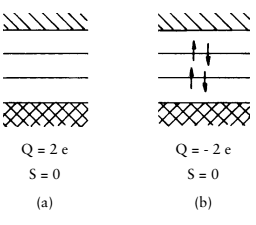 Q = 2 e
Q = - 2 e
S = 0
S = 0
(a)
(b)